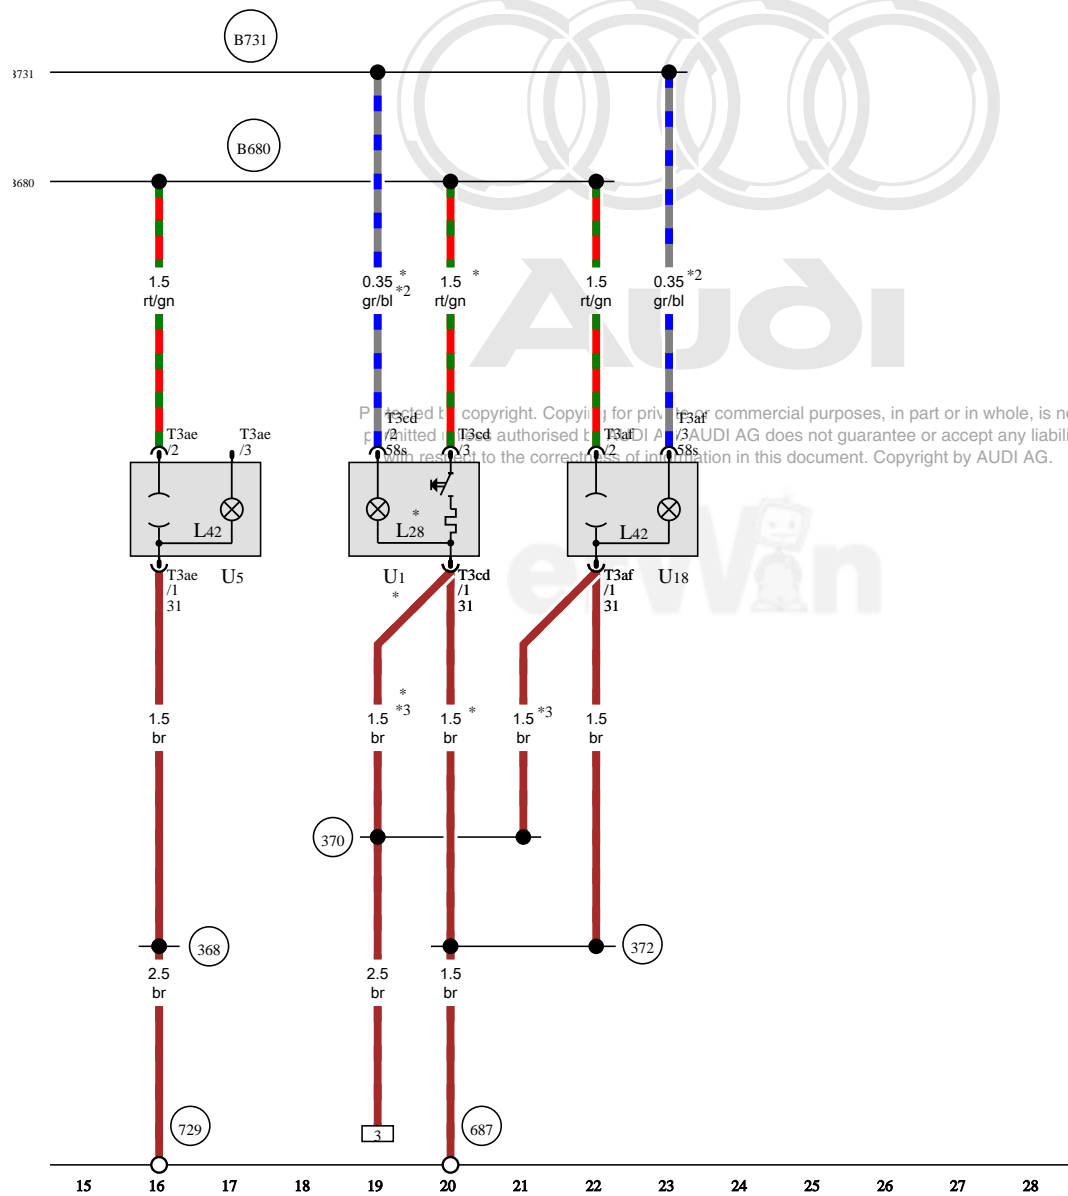 B731
3731
B680
3680
Audi
1.5
rt/gn
0.35 *
gr/bl *2
1.5 *
rt/gn
1.5
rt/gn
0.35 *2
gr/bl
Protected by copyright. Copying for private or commercial purposes, in part or in whole, is no
permitted unless authorised by AUDI AG. AUDI AG does not guarantee or accept any liabili
with respect to the correctness of information in this document. Copyright by AUDI AG.
T3ae
/2
T3ae
/3
T3cd
/2
58s
T3cd
/3
T3af
/2
T3af
/3
58s
L42
*
L28
L42
erWin
T3ae
/1
31
U5
U1
*
T3cd
/1
31
T3af
/1
31
U18
1.5
br
*
1.5 *3
br
1.5 *
br
1.5 *3
br
1.5
br
370
368
372
2.5
br
2.5
br
1.5
br
729
3
687
15 16 17 18 19 20 21 22 23 24 25 26 27 28